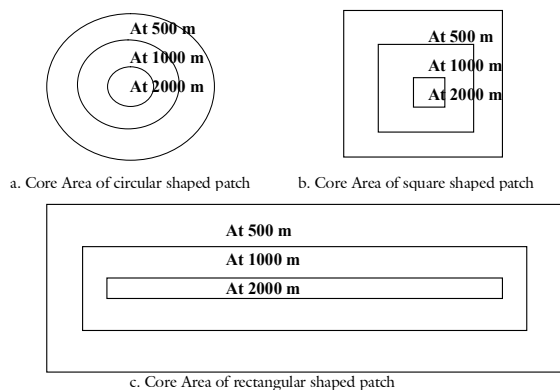 At 500 m
At 1000 m
At 2000 m
a. Core Area of circular shaped patch
At 500 m
At 1000 m
At 2000 m
b. Core Area of square shaped patch
At 500 m
At 1000 m
At 2000 m
c. Core Area of rectangular shaped patch